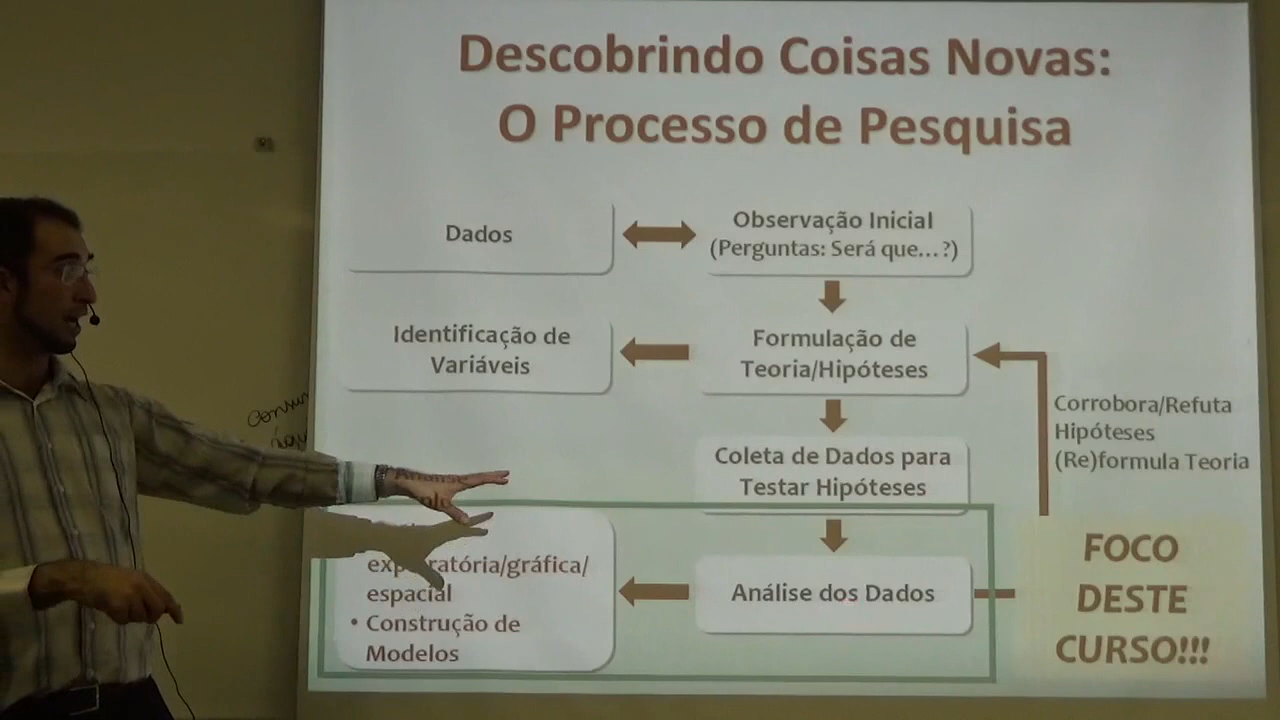 Descobrindo Coisas Novas:
O Processo de Pesquisa
Dados
Observação Inicial
(Perguntas: Será que...?)
Identificação de
Variáveis
Formulação de
Teoria/Hipóteses
Corrobora/Refuta
Hipóteses
(Re)formula Teoria
Coleta de Dados para
Testar Hipóteses
espacial
• Construção de
Modelos
Análise dos Dados
FOCO
DESTE
CURSO!!!